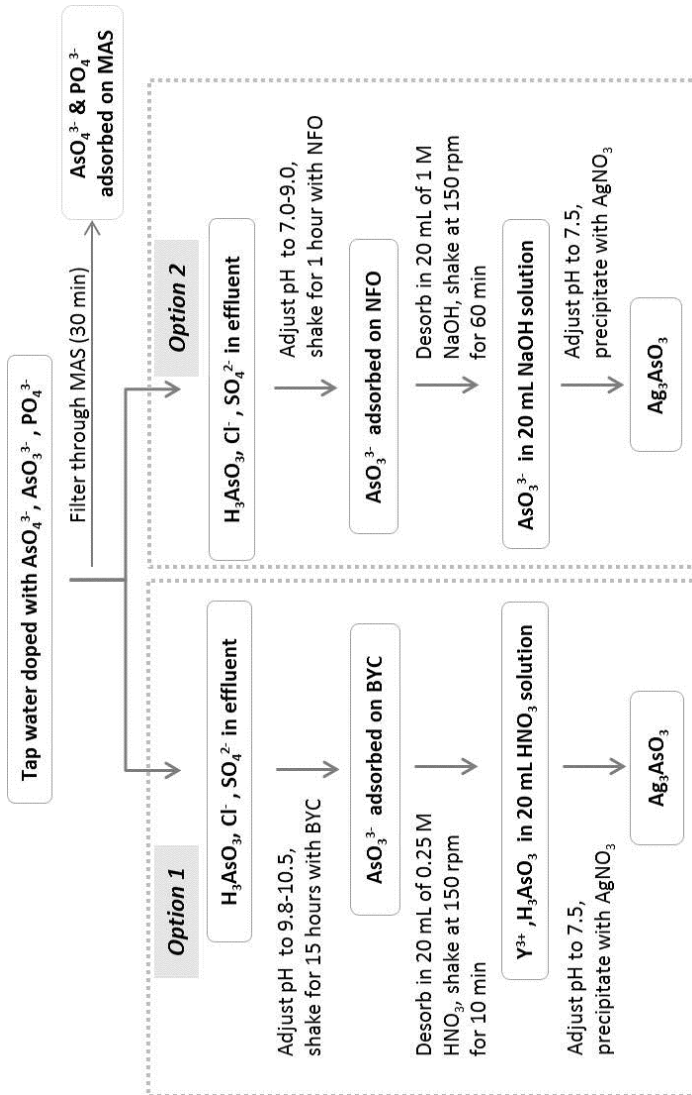 Tap water doped with AsO₄³⁻, AsO₃³⁻, PO₄³⁻
Filter through MAS (30 min)
AsO₄³⁻ & PO₄³⁻
adsorbed on MAS
Option 1
H₃AsO₃, Cl⁻, SO₄²⁻ in effluent
Adjust pH to 9.8-10.5,
shake for 15 hours with BYC
AsO₃³⁻ adsorbed on BYC
Desorb in 20 mL of 0.25 M
HNO₃, shake at 150 rpm
for 10 min
Y³⁺,H₃AsO₃ in 20 mL HNO₃ solution
Adjust pH to 7.5,
precipitate with AgNO₃
Ag₃AsO₃
Option 2
H₃AsO₃, Cl⁻, SO₄²⁻ in effluent
Adjust pH to 7.0-9.0,
shake for 1 hour with NFO
AsO₃³⁻ adsorbed on NFO
Desorb in 20 mL of 1 M
NaOH, shake at 150 rpm
for 60 min
AsO₃³⁻ in 20 mL NaOH solution
Adjust pH to 7.5,
precipitate with AgNO₃
Ag₃AsO₃